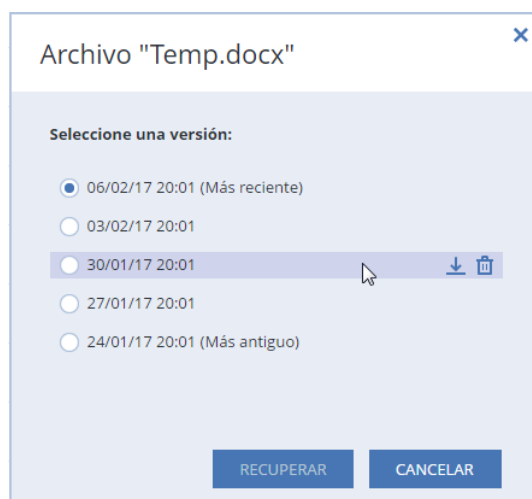 Archivo "Temp.docx"
Seleccione una versión:
06/02/17 20:01 (Más reciente)
03/02/17 20:01
30/01/17 20:01
27/01/17 20:01
24/01/17 20:01 (Más antiguo)
RECUPERAR CANCELAR